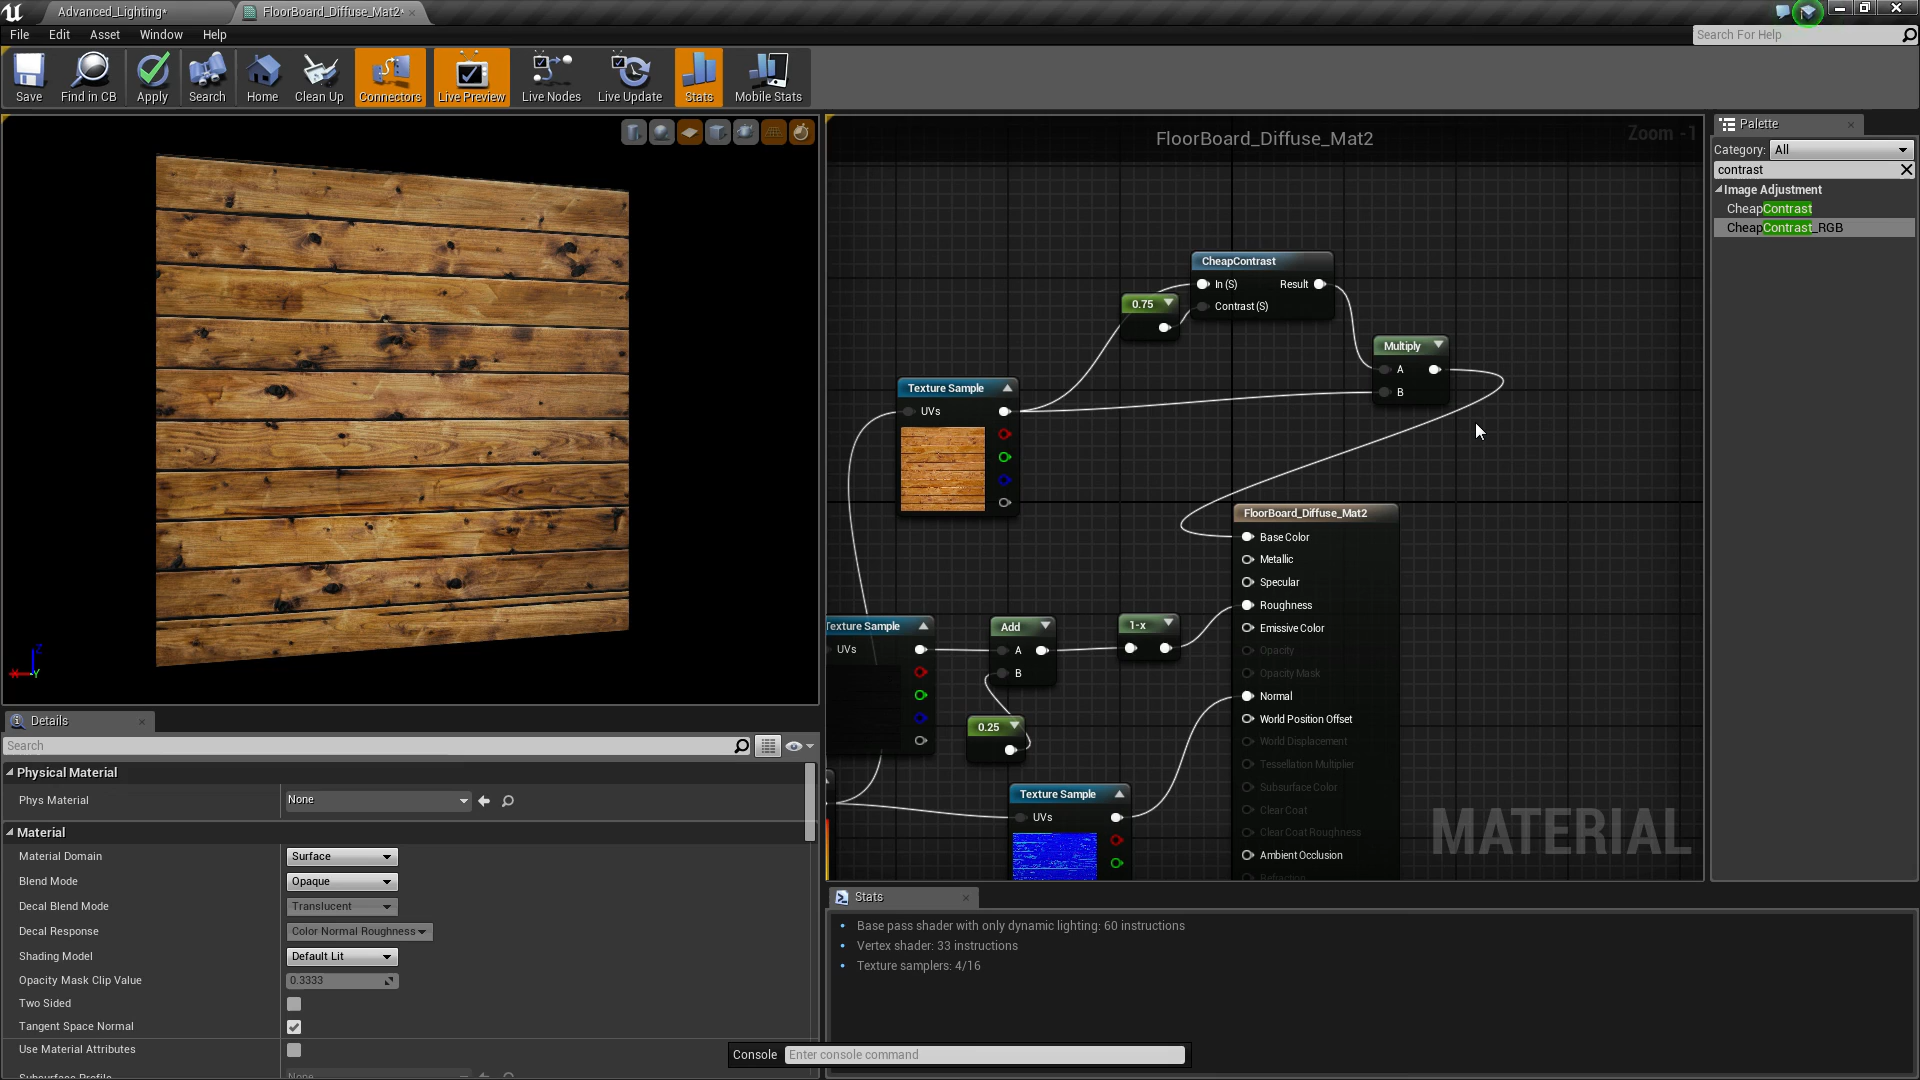 Advanced_Lighting*
FloorBoard_Diffuse_Mat2*
File Edit Asset Window Help
Search For Help
Save
Find in CB
Apply
Search
Home
Clean Up
Connectors
Live Preview
Live Nodes
Live Update
Stats
Mobile Stats
FloorBoard_Diffuse_Mat2
Zoom -1
Palette
Category: All
contrast
Image Adjustment
CheapContrast
CheapContrast_RGB
CheapContrast
In (S) Result
Contrast (S)
0.75
Multiply
A
B
Texture Sample
UVs
FloorBoard_Diffuse_Mat2
Base Color
Metallic
Specular
Roughness
Emissive Color
Opacity
Opacity Mask
Normal
World Position Offset
World Displacement
Tessellation Multiplier
Subsurface Color
Clear Coat
Clear Coat Roughness
Ambient Occlusion
Refraction
Texture Sample
UVs
Add
A
B
1-x
0.25
Texture Sample
UVs
MATERIAL
Z
X
Y
Details
Search
Physical Material
Phys Material None
Material
Material Domain Surface
Blend Mode Opaque
Decal Blend Mode Translucent
Decal Response Color Normal Roughness
Shading Model Default Lit
Opacity Mask Clip Value 0.3333
Two Sided
Tangent Space Normal
Use Material Attributes
Subsurface Profile None
Stats
Base pass shader with only dynamic lighting: 60 instructions
Vertex shader: 33 instructions
Texture samplers: 4/16
Console Enter console command